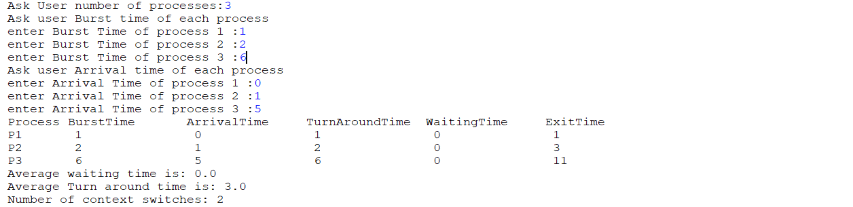 Ask User number of processes:3
Ask user Burst time of each process
enter Burst Time of process 1 :1
enter Burst Time of process 2 :2
enter Burst Time of process 3 :6
Ask user Arrival time of each process
enter Arrival Time of process 1 :0
enter Arrival Time of process 2 :1
enter Arrival Time of process 3 :5
Process BurstTime ArrivalTime TurnAroundTime WaitingTime ExitTime
P1 1 0 1 0 1
P2 2 1 2 0 3
P3 6 5 6 0 11
Average waiting time is: 0.0
Average Turn around time is: 3.0
Number of context switches: 2